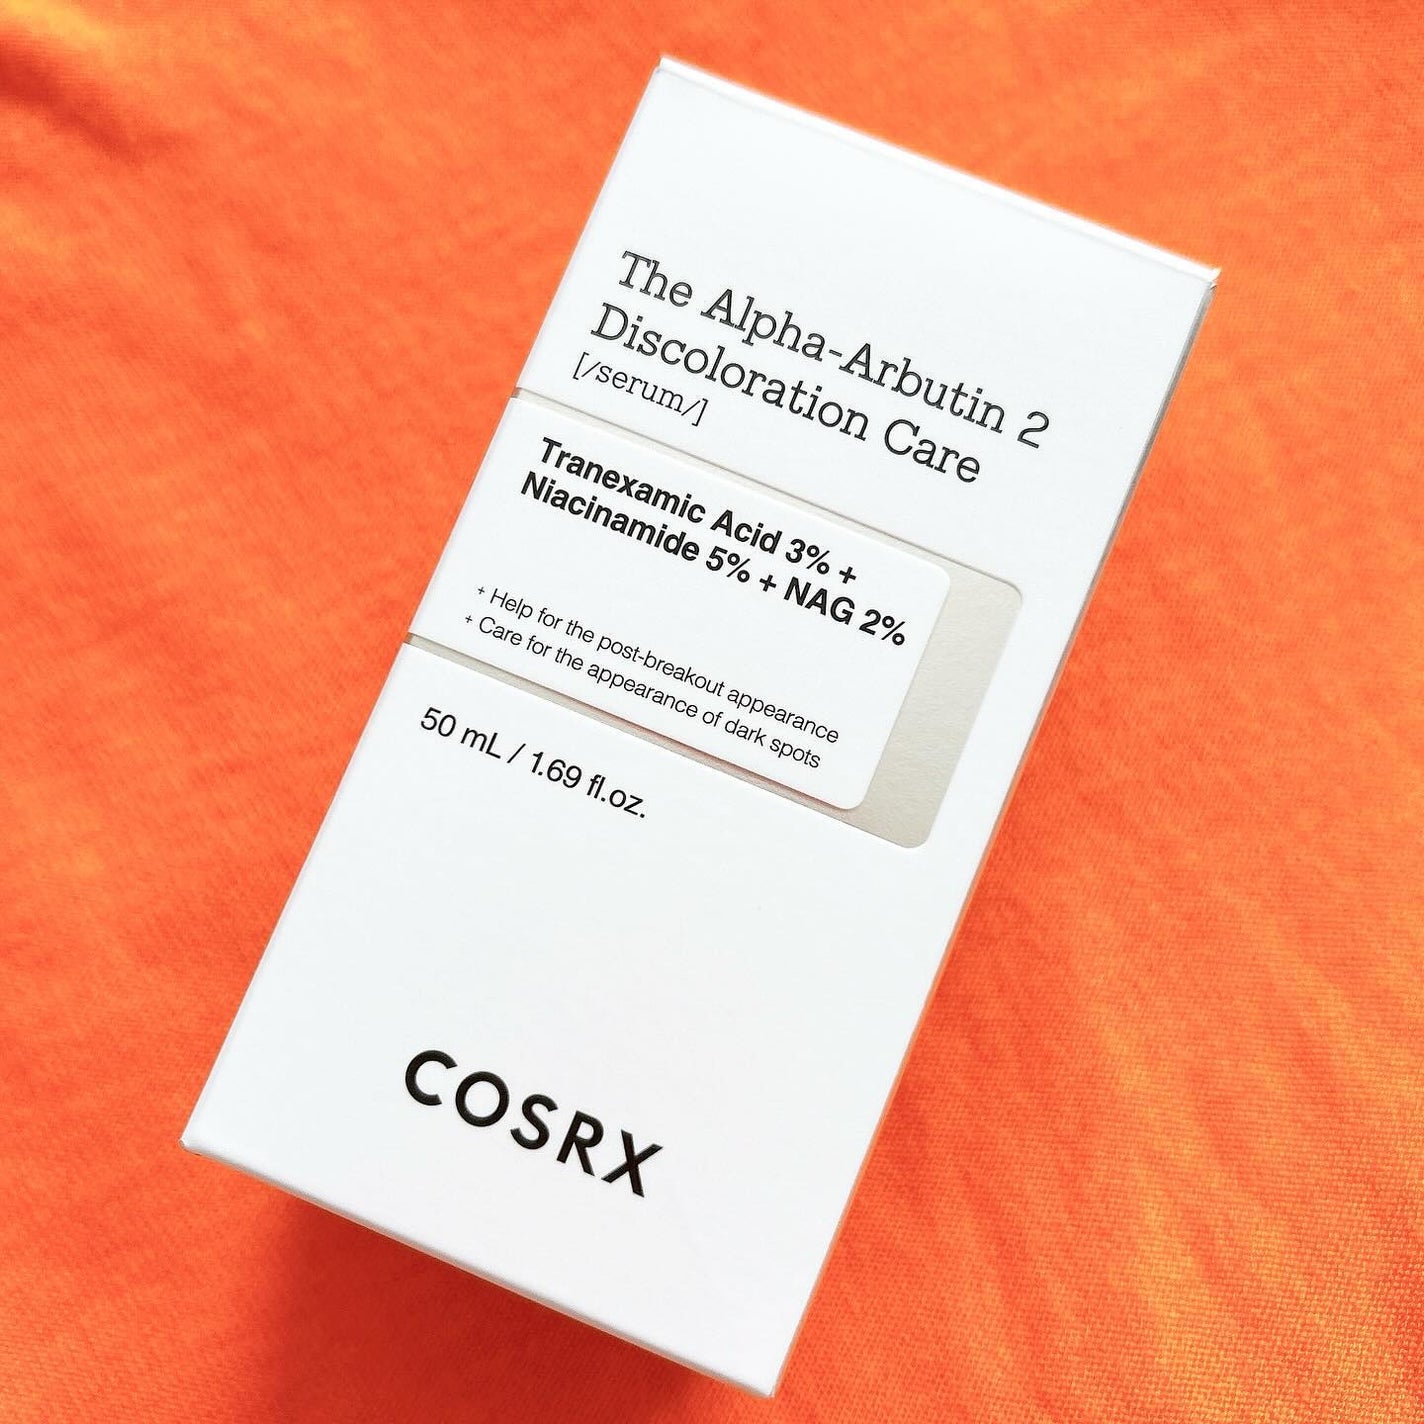 The Alpha-Arbutin 2
Discoloration Care
[/serum/]
Tranexamic Acid 3% +
Niacinamide 5% + NAG 2%
+ Help for the post-breakout appearance
+ Care for the appearance of dark spots
50 mL / 1.69 fl.oz.
COSRX